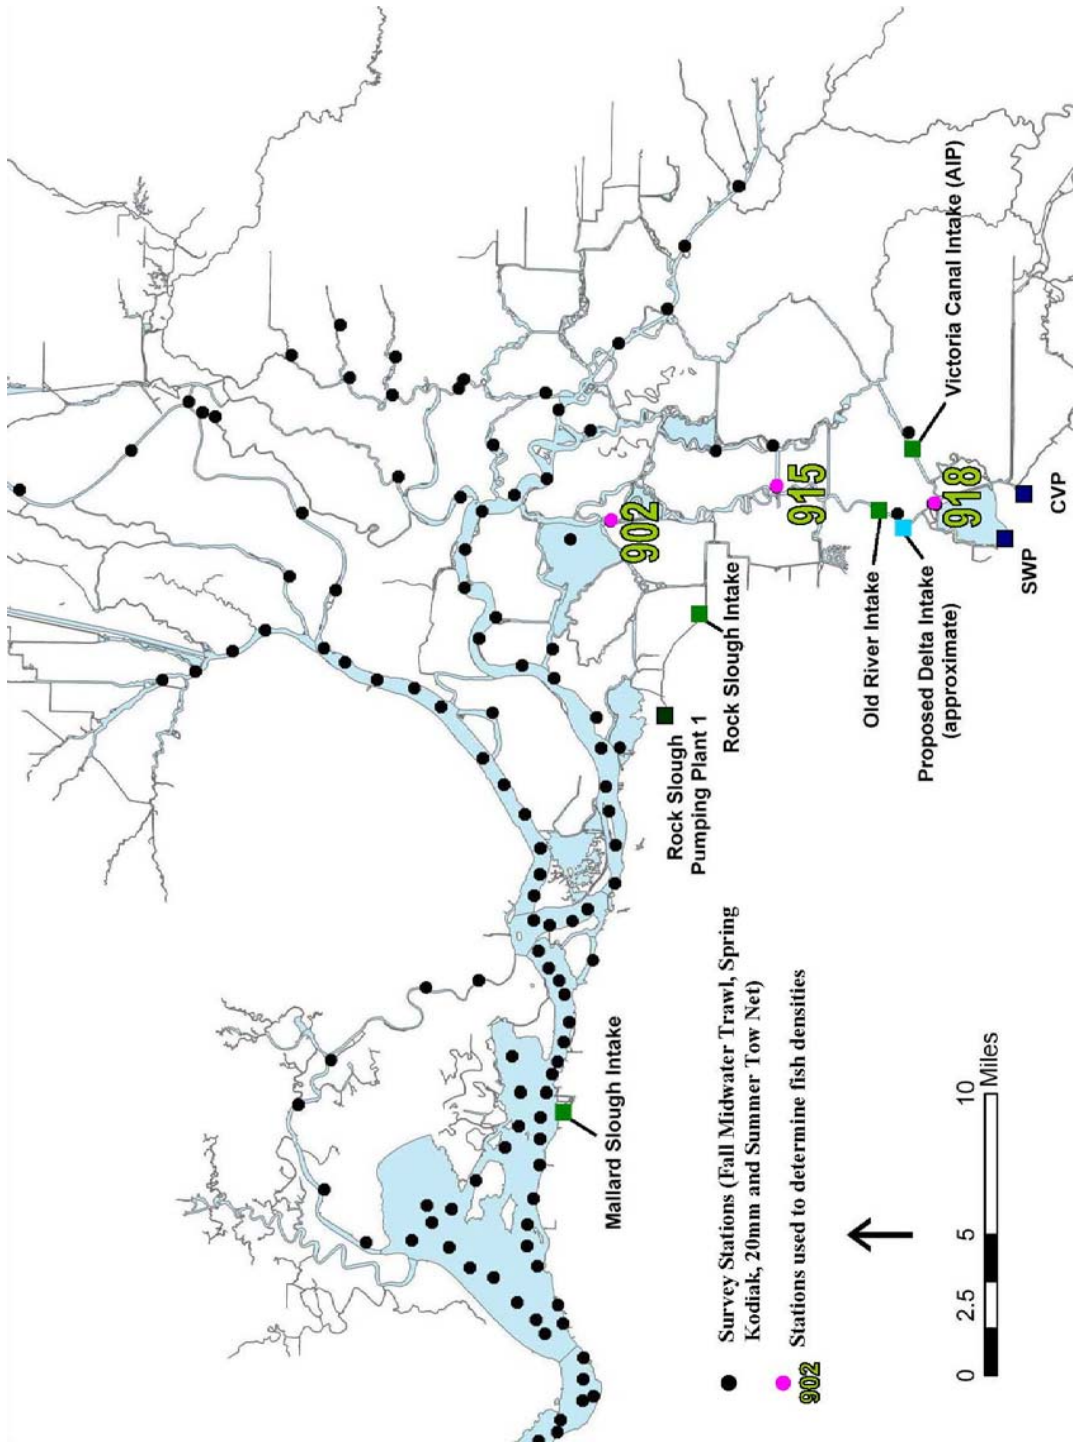 902
915
918
Victoria Canal Intake (AIP)
CVP
SWP
Old River Intake
Proposed Delta Intake
(approximate)
Rock Slough Intake
Rock Slough
Pumping Plant 1
Mallard Slough Intake
Survey Stations (Fall Midwater Trawl, Spring
Kodiak, 20mm and Summer Tow Net)
902
Stations used to determine fish densities
0 2.5 5 10
Miles